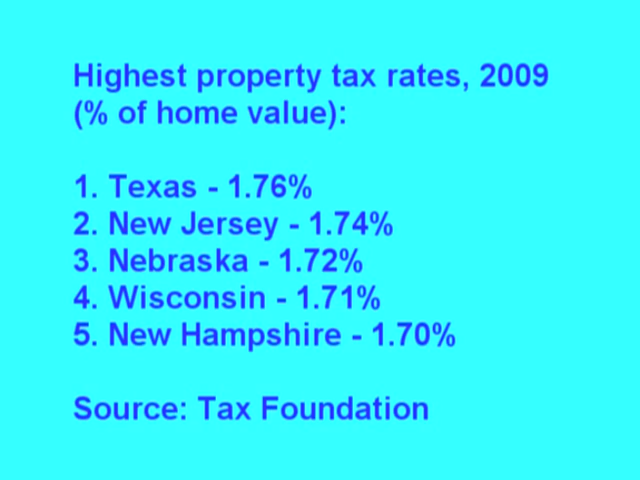 Highest property tax rates, 2009
(% of home value):
1. Texas - 1.76%
2. New Jersey - 1.74%
3. Nebraska - 1.72%
4. Wisconsin - 1.71%
5. New Hampshire - 1.70%
Source: Tax Foundation